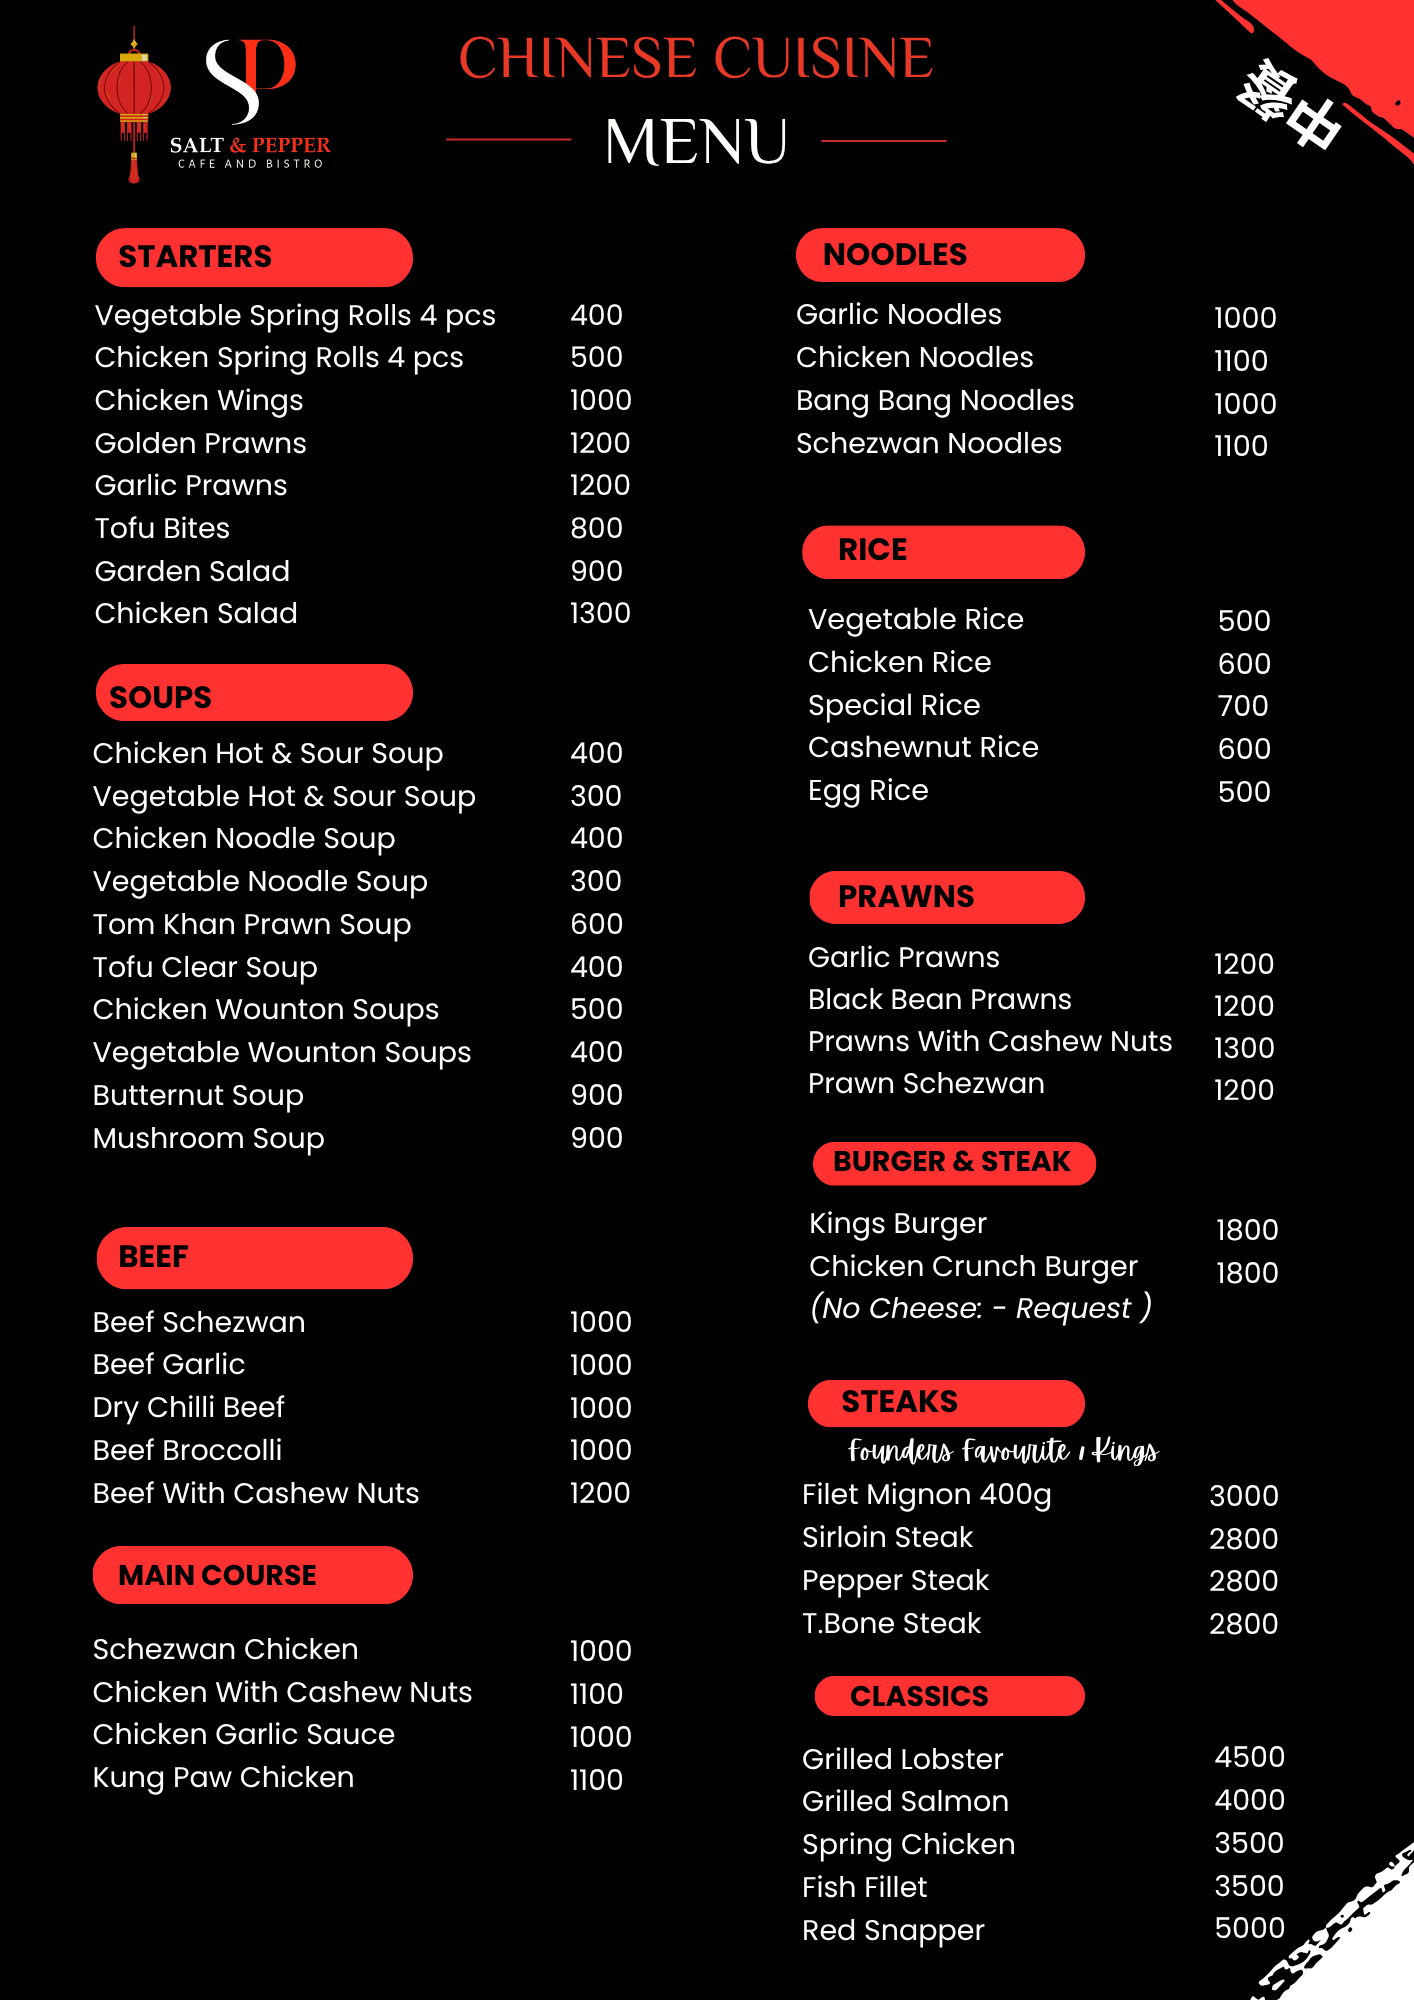 SP
SALT & PEPPER
CAFE AND BISTRO
CHINESE CUISINE
MENU
中餐
STARTERS
Vegetable Spring Rolls 4 pcs 400
Chicken Spring Rolls 4 pcs 500
Chicken Wings 1000
Golden Prawns 1200
Garlic Prawns 1200
Tofu Bites 800
Garden Salad 900
Chicken Salad 1300
SOUPS
Chicken Hot & Sour Soup 400
Vegetable Hot & Sour Soup 300
Chicken Noodle Soup 400
Vegetable Noodle Soup 300
Tom Khan Prawn Soup 600
Tofu Clear Soup 400
Chicken Wounton Soups 500
Vegetable Wounton Soups 400
Butternut Soup 900
Mushroom Soup 900
BEEF
Beef Schezwan 1000
Beef Garlic 1000
Dry Chilli Beef 1000
Beef Broccolli 1000
Beef With Cashew Nuts 1200
MAIN COURSE
Schezwan Chicken 1000
Chicken With Cashew Nuts 1100
Chicken Garlic Sauce 1000
Kung Paw Chicken 1100
NOODLES
Garlic Noodles 1000
Chicken Noodles 1100
Bang Bang Noodles 1000
Schezwan Noodles 1100
RICE
Vegetable Rice 500
Chicken Rice 600
Special Rice 700
Cashewnut Rice 600
Egg Rice 500
PRAWNS
Garlic Prawns 1200
Black Bean Prawns 1200
Prawns With Cashew Nuts 1300
Prawn Schezwan 1200
BURGER & STEAK
Kings Burger 1800
Chicken Crunch Burger 1800
(No Cheese: - Request )
STEAKS
Founders Favourite / Kings
Filet Mignon 400g 3000
Sirloin Steak 2800
Pepper Steak 2800
T.Bone Steak 2800
CLASSICS
Grilled Lobster 4500
Grilled Salmon 4000
Spring Chicken 3500
Fish Fillet 3500
Red Snapper 5000